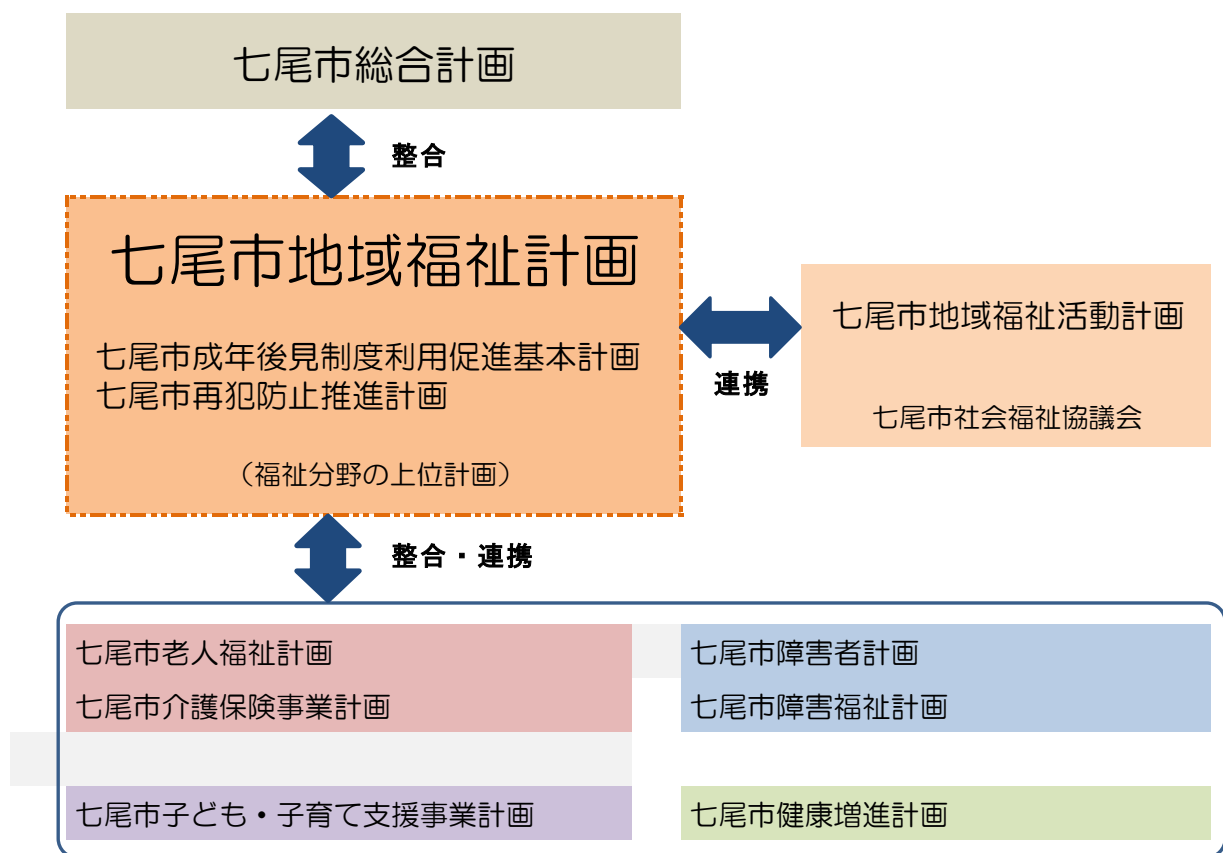 七尾市総合計画
整合
七尾市地域福祉計画
七尾市成年後見制度利用促進基本計画
七尾市再犯防止推進計画
（福祉分野の上位計画）
連携
七尾市地域福祉活動計画
七尾市社会福祉協議会
整合・連携
七尾市老人福祉計画
七尾市介護保険事業計画
七尾市障害者計画
七尾市障害福祉計画
七尾市子ども・子育て支援事業計画
七尾市健康増進計画